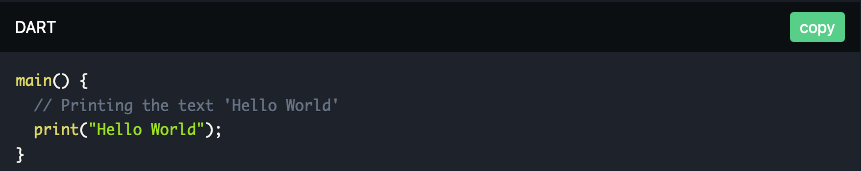 DART
copy
main() {
  // Printing the text 'Hello World'
  print("Hello World");
}